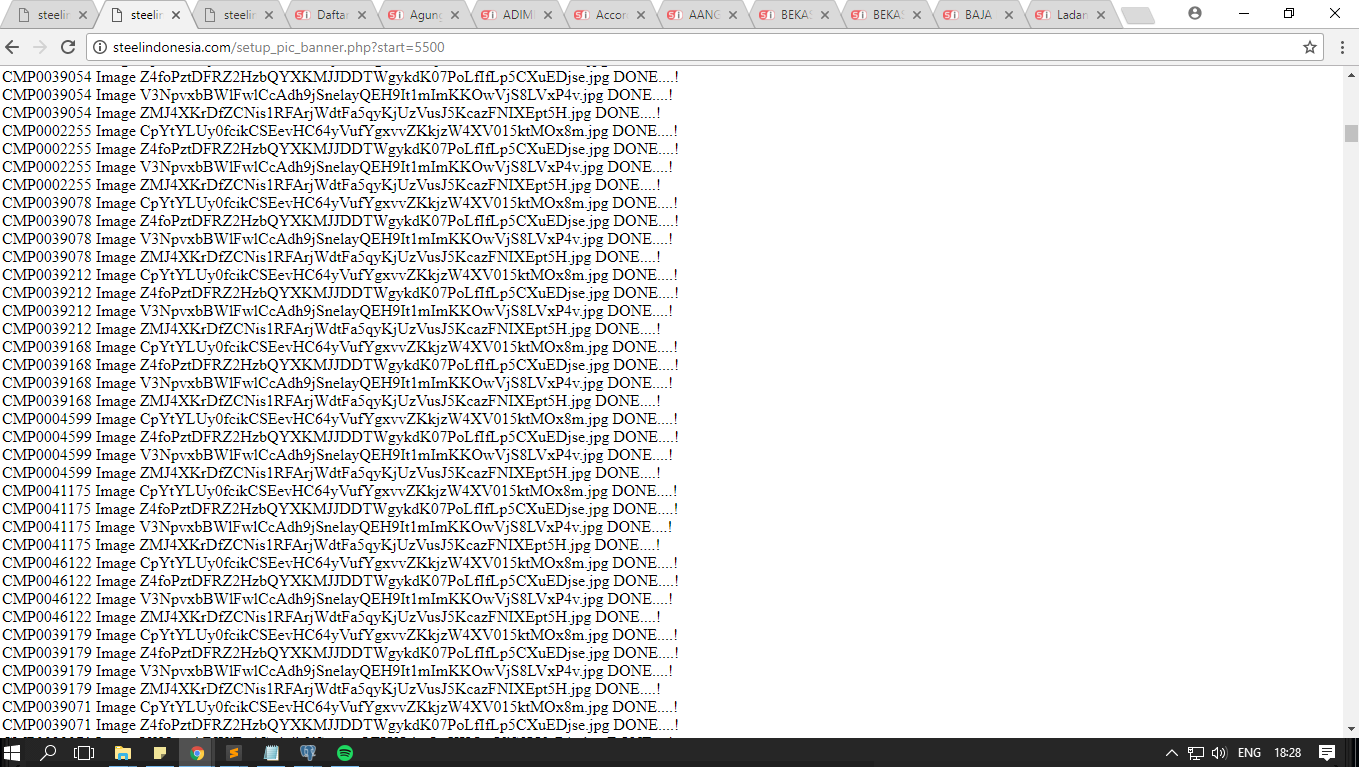 steelin
steelin
steelin
Daftar
Agung
ADIM
Accor
AANG
BEKAS
BEKAS
BAJA
Ladan
steelindonesia.com/setup_pic_banner.php?start=5500
CMP0039054 Image Z4foPztDFRZ2HzbQYXKMJJDDTWgykdK07PoLfIfLp5CXuEDjse.jpg DONE....!
CMP0039054 Image V3NpvxbBWlFwlCcAdh9jSnelayQEH9It1mImKKOwVjS8LVxP4v.jpg DONE....!
CMP0039054 Image ZMJ4XKrDfZCNis1RFArjWdtFa5qyKjUzVusJ5KcazFNIXEpt5H.jpg DONE....!
CMP0002255 Image CpYtYLUy0fcikCSEevHC64yVufYgxvvZKkjzW4XV015ktMOx8m.jpg DONE....!
CMP0002255 Image Z4foPztDFRZ2HzbQYXKMJJDDTWgykdK07PoLfIfLp5CXuEDjse.jpg DONE....!
CMP0002255 Image V3NpvxbBWlFwlCcAdh9jSnelayQEH9It1mImKKOwVjS8LVxP4v.jpg DONE....!
CMP0002255 Image ZMJ4XKrDfZCNis1RFArjWdtFa5qyKjUzVusJ5KcazFNIXEpt5H.jpg DONE....!
CMP0039078 Image CpYtYLUy0fcikCSEevHC64yVufYgxvvZKkjzW4XV015ktMOx8m.jpg DONE....!
CMP0039078 Image Z4foPztDFRZ2HzbQYXKMJJDDTWgykdK07PoLfIfLp5CXuEDjse.jpg DONE....!
CMP0039078 Image V3NpvxbBWlFwlCcAdh9jSnelayQEH9It1mImKKOwVjS8LVxP4v.jpg DONE....!
CMP0039078 Image ZMJ4XKrDfZCNis1RFArjWdtFa5qyKjUzVusJ5KcazFNIXEpt5H.jpg DONE....!
CMP0039212 Image CpYtYLUy0fcikCSEevHC64yVufYgxvvZKkjzW4XV015ktMOx8m.jpg DONE....!
CMP0039212 Image Z4foPztDFRZ2HzbQYXKMJJDDTWgykdK07PoLfIfLp5CXuEDjse.jpg DONE....!
CMP0039212 Image V3NpvxbBWlFwlCcAdh9jSnelayQEH9It1mImKKOwVjS8LVxP4v.jpg DONE....!
CMP0039212 Image ZMJ4XKrDfZCNis1RFArjWdtFa5qyKjUzVusJ5KcazFNIXEpt5H.jpg DONE....!
CMP0039168 Image CpYtYLUy0fcikCSEevHC64yVufYgxvvZKkjzW4XV015ktMOx8m.jpg DONE....!
CMP0039168 Image Z4foPztDFRZ2HzbQYXKMJJDDTWgykdK07PoLfIfLp5CXuEDjse.jpg DONE....!
CMP0039168 Image V3NpvxbBWlFwlCcAdh9jSnelayQEH9It1mImKKOwVjS8LVxP4v.jpg DONE....!
CMP0039168 Image ZMJ4XKrDfZCNis1RFArjWdtFa5qyKjUzVusJ5KcazFNIXEpt5H.jpg DONE....!
CMP0004599 Image CpYtYLUy0fcikCSEevHC64yVufYgxvvZKkjzW4XV015ktMOx8m.jpg DONE....!
CMP0004599 Image Z4foPztDFRZ2HzbQYXKMJJDDTWgykdK07PoLfIfLp5CXuEDjse.jpg DONE....!
CMP0004599 Image V3NpvxbBWlFwlCcAdh9jSnelayQEH9It1mImKKOwVjS8LVxP4v.jpg DONE....!
CMP0004599 Image ZMJ4XKrDfZCNis1RFArjWdtFa5qyKjUzVusJ5KcazFNIXEpt5H.jpg DONE....!
CMP0041175 Image CpYtYLUy0fcikCSEevHC64yVufYgxvvZKkjzW4XV015ktMOx8m.jpg DONE....!
CMP0041175 Image Z4foPztDFRZ2HzbQYXKMJJDDTWgykdK07PoLfIfLp5CXuEDjse.jpg DONE....!
CMP0041175 Image V3NpvxbBWlFwlCcAdh9jSnelayQEH9It1mImKKOwVjS8LVxP4v.jpg DONE....!
CMP0041175 Image ZMJ4XKrDfZCNis1RFArjWdtFa5qyKjUzVusJ5KcazFNIXEpt5H.jpg DONE....!
CMP0046122 Image CpYtYLUy0fcikCSEevHC64yVufYgxvvZKkjzW4XV015ktMOx8m.jpg DONE....!
CMP0046122 Image Z4foPztDFRZ2HzbQYXKMJJDDTWgykdK07PoLfIfLp5CXuEDjse.jpg DONE....!
CMP0046122 Image V3NpvxbBWlFwlCcAdh9jSnelayQEH9It1mImKKOwVjS8LVxP4v.jpg DONE....!
CMP0046122 Image ZMJ4XKrDfZCNis1RFArjWdtFa5qyKjUzVusJ5KcazFNIXEpt5H.jpg DONE....!
CMP0039179 Image CpYtYLUy0fcikCSEevHC64yVufYgxvvZKkjzW4XV015ktMOx8m.jpg DONE....!
CMP0039179 Image Z4foPztDFRZ2HzbQYXKMJJDDTWgykdK07PoLfIfLp5CXuEDjse.jpg DONE....!
CMP0039179 Image V3NpvxbBWlFwlCcAdh9jSnelayQEH9It1mImKKOwVjS8LVxP4v.jpg DONE....!
CMP0039179 Image ZMJ4XKrDfZCNis1RFArjWdtFa5qyKjUzVusJ5KcazFNIXEpt5H.jpg DONE....!
CMP0039071 Image CpYtYLUy0fcikCSEevHC64yVufYgxvvZKkjzW4XV015ktMOx8m.jpg DONE....!
CMP0039071 Image Z4foPztDFRZ2HzbQYXKMJJDDTWgykdK07PoLfIfLp5CXuEDjse.jpg DONE....!
ENG 18:28